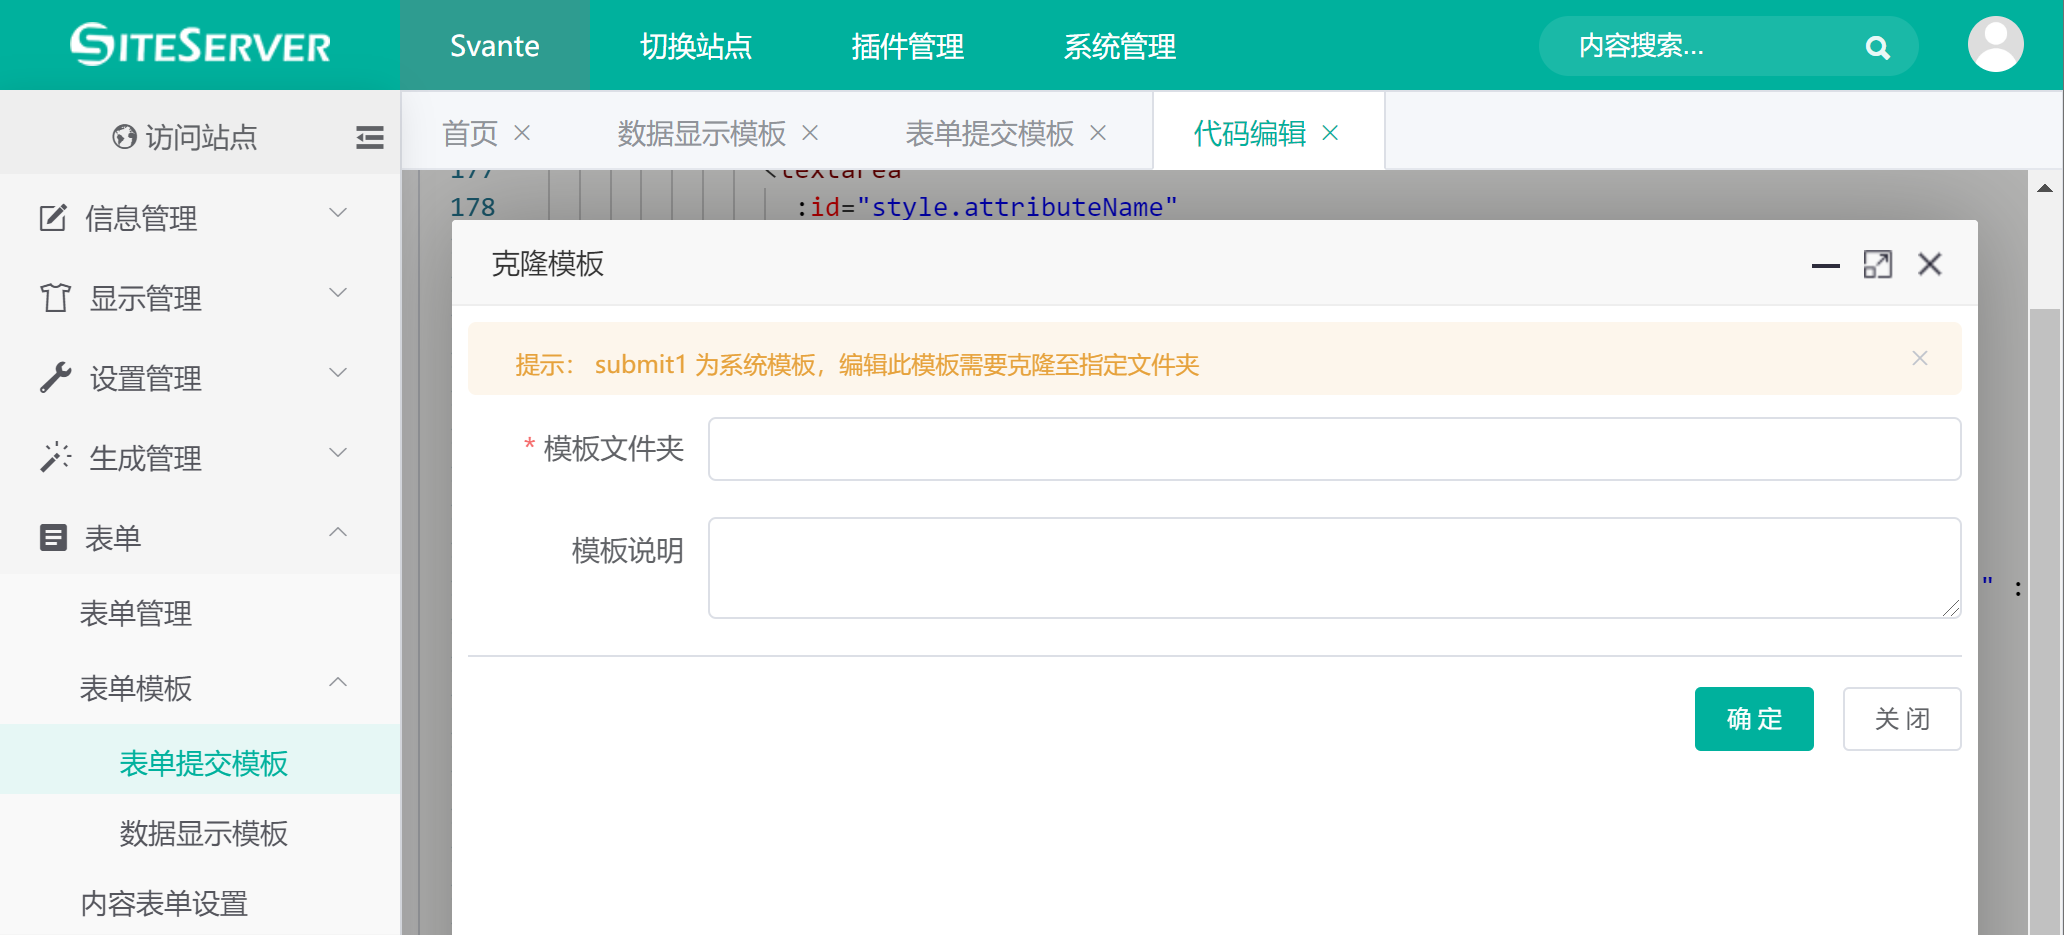 SITESERVER
Svante
切换站点
插件管理
系统管理
内容搜索...
访问站点
首页
数据显示模板
表单提交模板
代码编辑
信息管理
显示管理
设置管理
生成管理
表单
表单管理
表单模板
表单提交模板
数据显示模板
内容表单设置
177 <textarea
178 :id="style.attributeName"
克隆模板
提示： submit1 为系统模板，编辑此模板需要克隆至指定文件夹
* 模板文件夹
模板说明
" :
确 定
关 闭